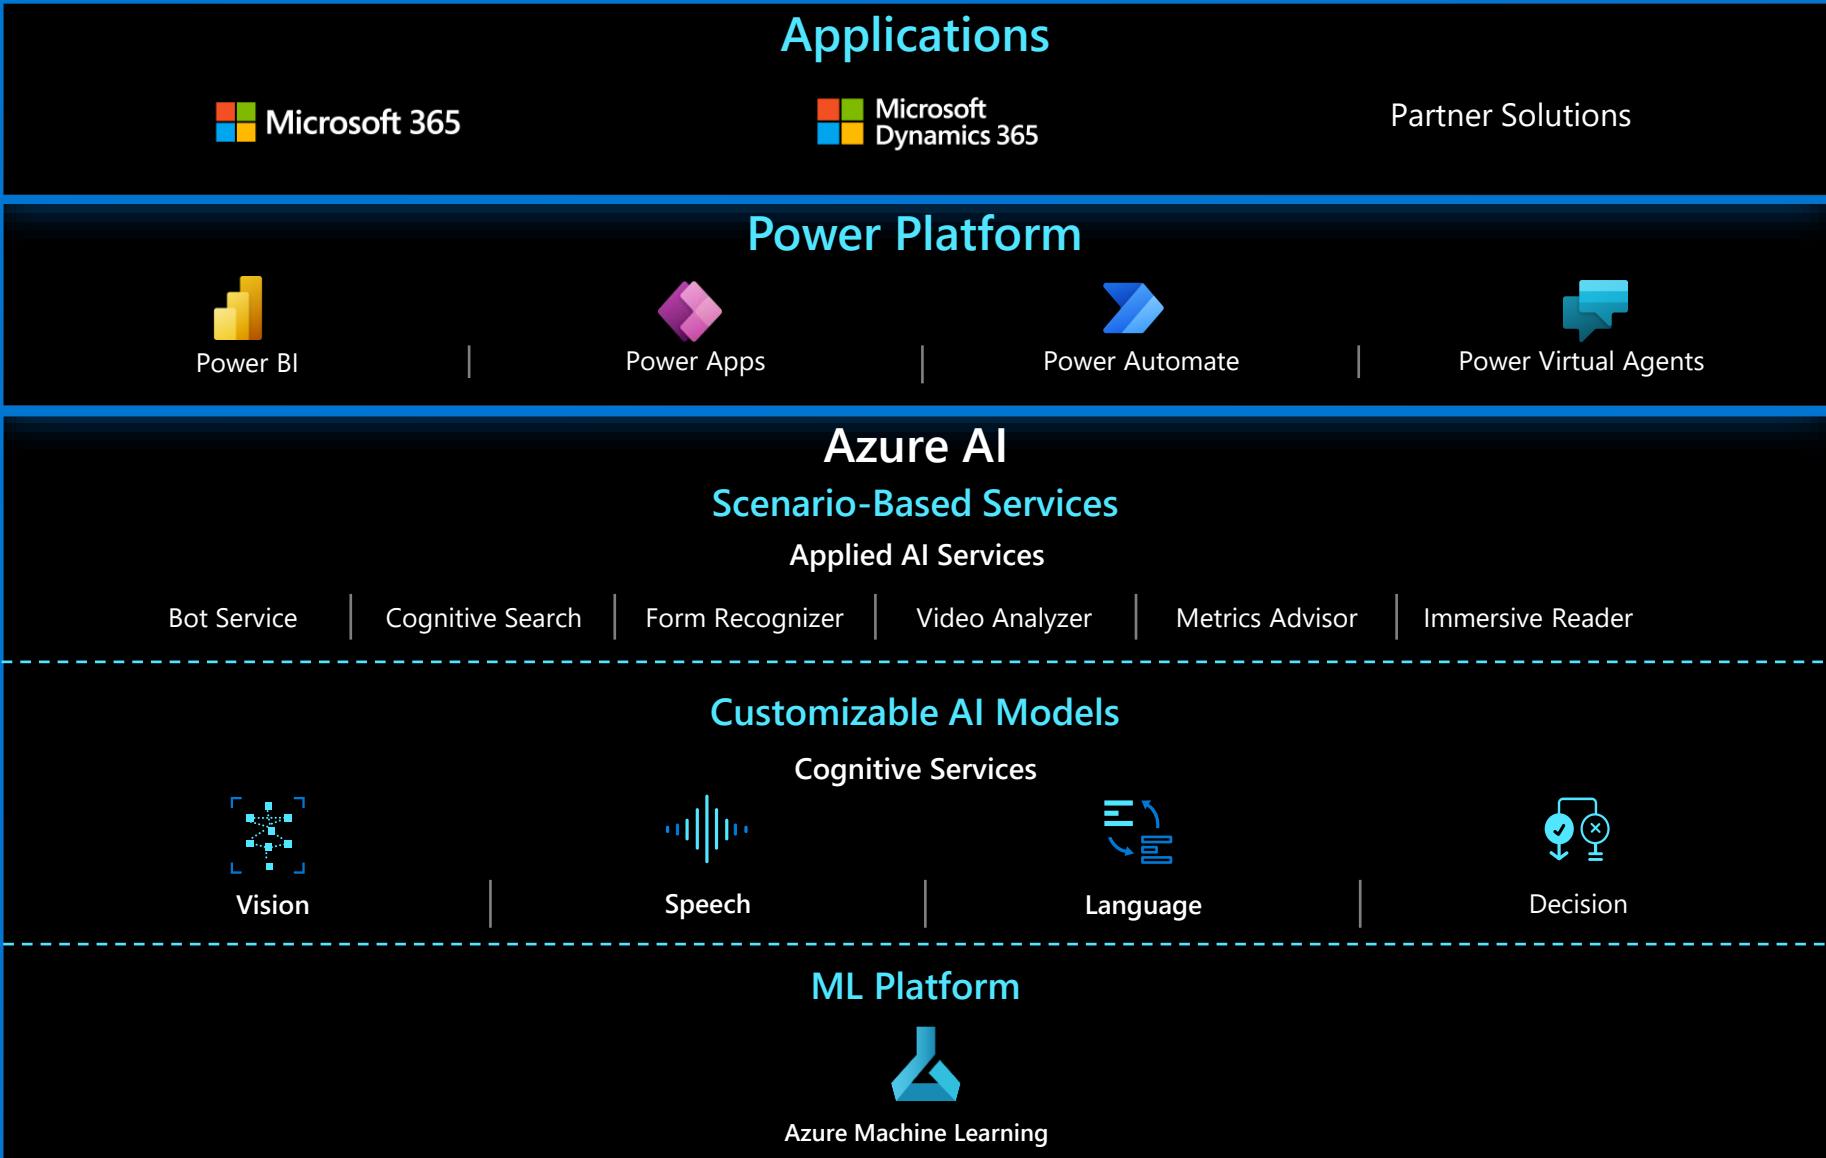 Applications
Microsoft 365
Microsoft
Dynamics 365
Partner Solutions
Power Platform
Power BI
Power Apps
Power Automate
Power Virtual Agents
Azure AI
Scenario-Based Services
Applied AI Services
Bot Service
Cognitive Search
Form Recognizer
Video Analyzer
Metrics Advisor
Immersive Reader
Customizable AI Models
Cognitive Services
Vision
Speech
Language
Decision
ML Platform
Azure Machine Learning